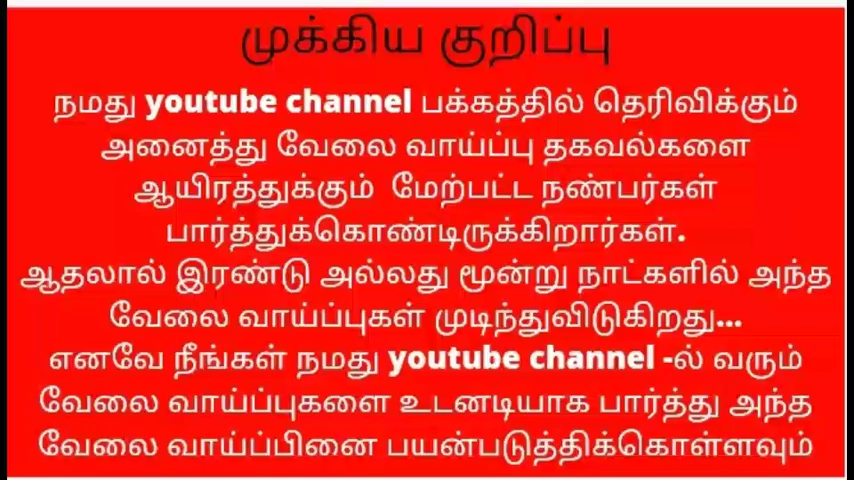 முக்கிய குறிப்பு
நமது youtube channel பக்கத்தில் தெரிவிக்கும்
அனைத்து வேலை வாய்ப்பு தகவல்களை
ஆயிரத்துக்கும் மேற்பட்ட நண்பர்கள்
பார்த்துக்கொண்டிருக்கிறார்கள்.
ஆதலால் இரண்டு அல்லது மூன்று நாட்களில் அந்த
வேலை வாய்ப்புகள் முடிந்துவிடுகிறது...
எனவே நீங்கள் நமது youtube channel -ல் வரும்
வேலை வாய்ப்புகளை உடனடியாக பார்த்து அந்த
வேலை வாய்ப்பினை பயன்படுத்திக்கொள்ளவும்